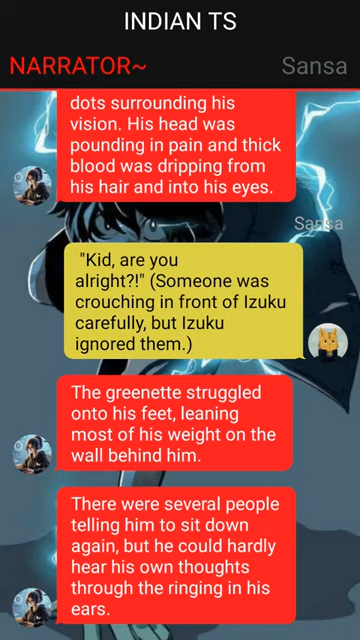 INDIAN TS
NARRATOR~ Sansa
dots surrounding his
vision. His head was
pounding in pain and thick
blood was dripping from
his hair and into his eyes.
Sansa
"Kid, are you
alright?!" (Someone was
crouching in front of Izuku
carefully, but Izuku
ignored them.)
The greenette struggled
onto his feet, leaning
most of his weight on the
wall behind him.
There were several people
telling him to sit down
again, but he could hardly
hear his own thoughts
through the ringing in his
ears.